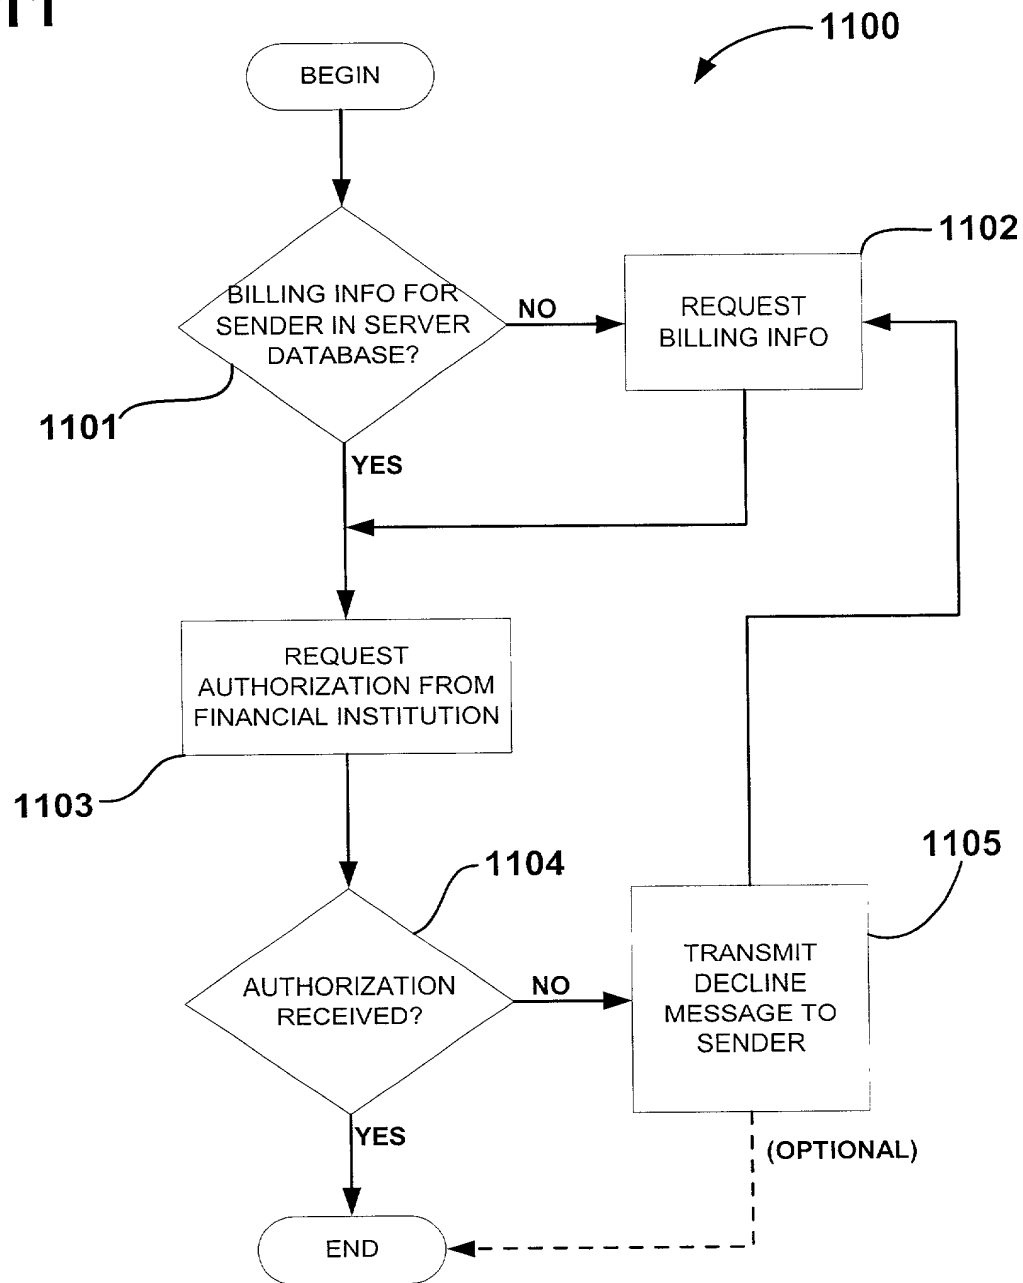 11
1100
BEGIN
1102
BILLING INFO FOR
SENDER IN SERVER
DATABASE?
NO
REQUEST
BILLING INFO
1101
YES
REQUEST
AUTHORIZATION FROM
FINANCIAL INSTITUTION
1103
1104
1105
AUTHORIZATION
RECEIVED?
NO
TRANSMIT
DECLINE
MESSAGE TO
SENDER
YES
(OPTIONAL)
END